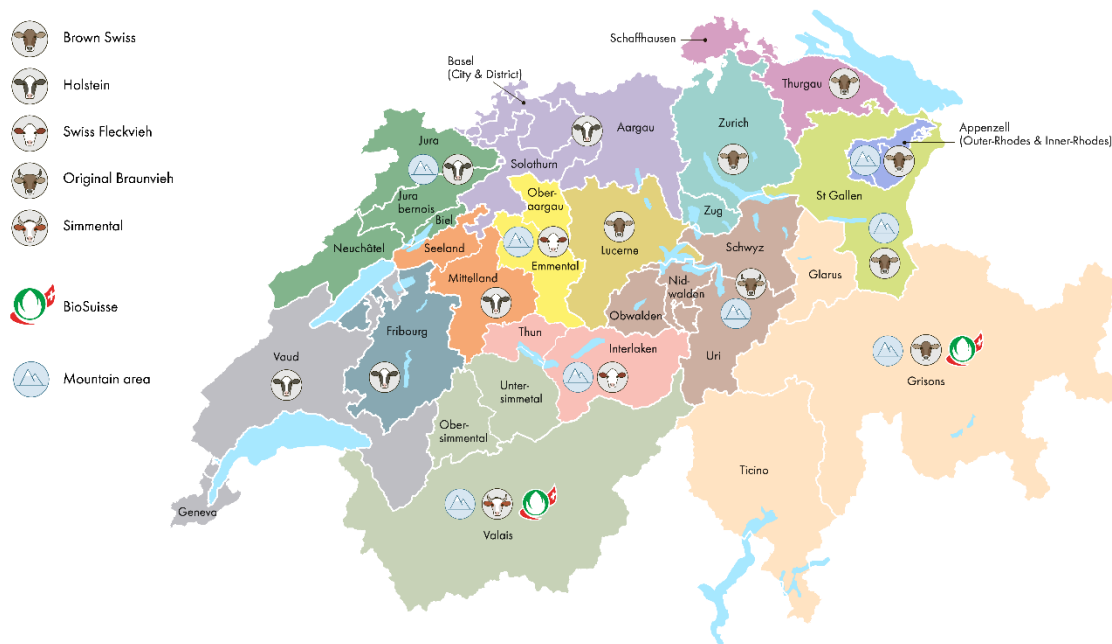 Brown Swiss
Holstein
Swiss Fleckvieh
Original Braunvieh
Simmental
BioSuisse
Mountain area
Schaffhausen
Basel
(City & District)
Thurgau
Aargau
Zurich
Appenzell
(Outer-Rhodes & Inner-Rhodes)
Jura
Solothurn
Ober-
aargau
St Gallen
Jura
bernois
Biel
Zug
Neuchâtel
Seeland
Emmental
Lucerne
Schwyz
Glarus
Mittelland
Nid-
walden
Obwalden
Fribourg
Thun
Interlaken
Uri
Vaud
Grisons
Unter-
simmetal
Ober-
simmental
Ticino
Geneva
Valais